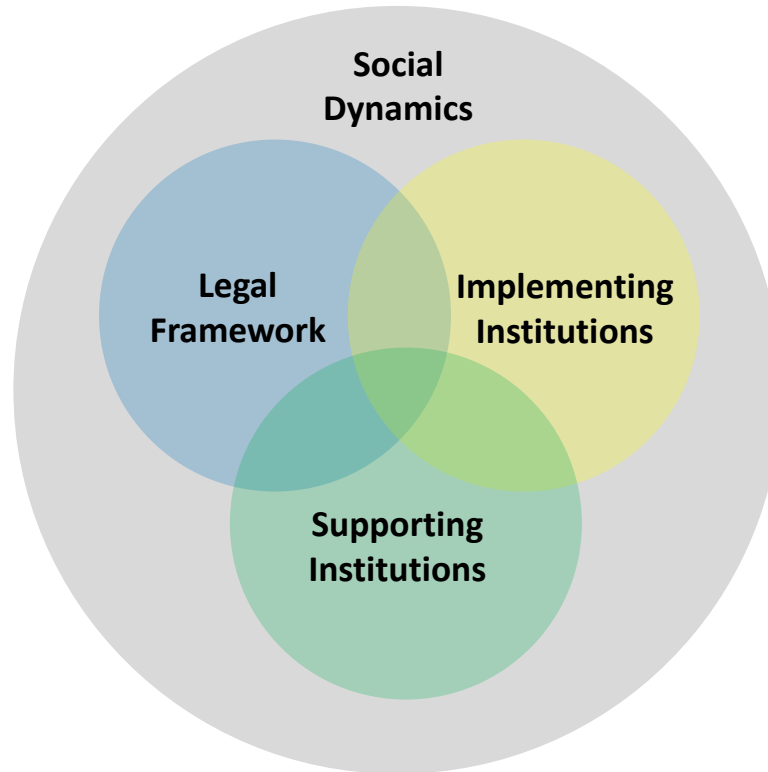 Social
Dynamics
Legal
Framework
Implementing
Institutions
Supporting
Institutions